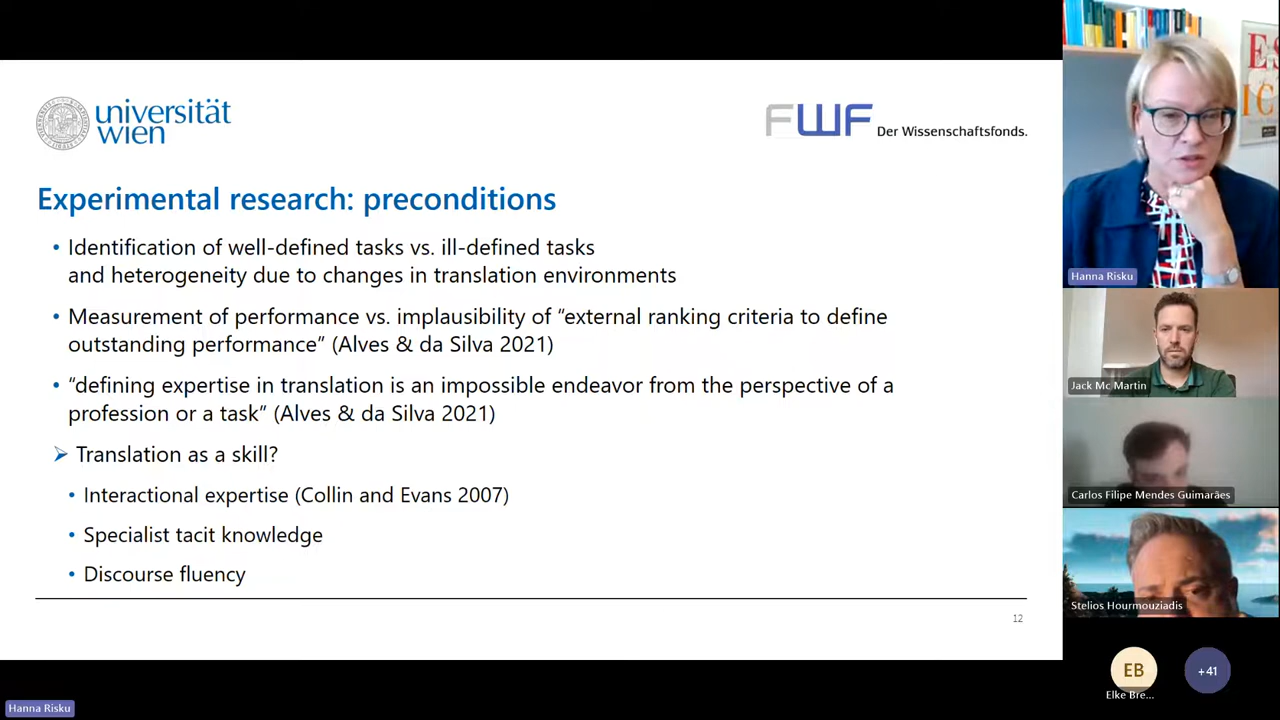 universität
wien
FWF Der Wissenschaftsfonds.
Experimental research: preconditions
• Identification of well-defined tasks vs. ill-defined tasks
and heterogeneity due to changes in translation environments
• Measurement of performance vs. implausibility of “external ranking criteria to define
outstanding performance” (Alves & da Silva 2021)
• “defining expertise in translation is an impossible endeavor from the perspective of a
profession or a task” (Alves & da Silva 2021)
➢ Translation as a skill?
• Interactional expertise (Collin and Evans 2007)
• Specialist tacit knowledge
• Discourse fluency
12
Hanna Risku
Hanna Risku
Jack Mc Martin
Carlos Filipe Mendes Guimarães
Stelios Hourmouziadis
EB
Elke Bre...
+41